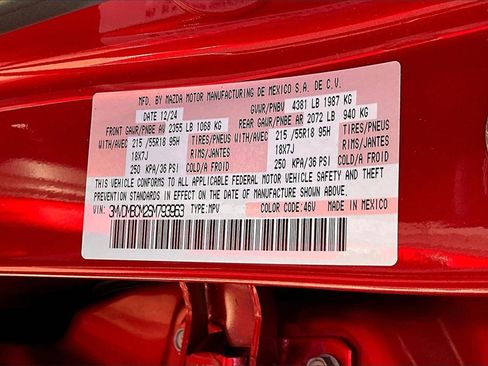 MFD. BY MAZDA MOTOR MANUFACTURING DE MEXICO S.A. DE C.V.
DATE 12/24 GVWR/PNBV 4381 LB 1987 KG
FRONT GAWR/PNBE AV 2355 LB 1068 KG REAR GAWR/PNBE AR 2072 LB 940 KG
WITH/AVEC 215 /55R18 95H TIRES/PNEUS WITH/AVEC 215 /55R18 95H TIRES/PNEUS
18X7J RIMS/JANTES 18X7J RIMS/JANTES
250 KPA/36 PSI COLD/A FROID 250 KPA/36 PSI COLD/A FROID
THIS VEHICLE CONFORMS TO ALL APPLICABLE FEDERAL MOTOR VEHICLE SAFETY AND THEFT
PREVENTION STANDARDS IN EFFECT ON THE DATE OF MANUFACTURE SHOWN ABOVE.
VIN: TYPE:MPV COLOR CODE:46V MADE IN MEXICO